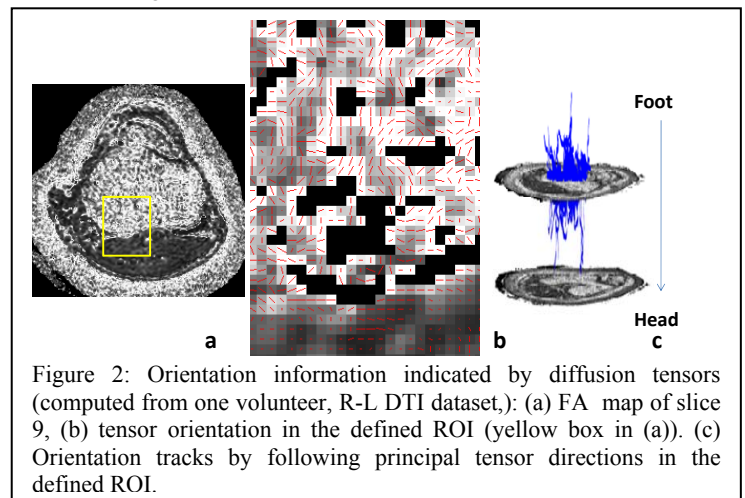 Foot
Head
a
b
c
Figure 2: Orientation information indicated by diffusion tensors
(computed from one volunteer, R-L DTI dataset,): (a) FA map of slice
9, (b) tensor orientation in the defined ROI (yellow box in (a)). (c)
Orientation tracks by following principal tensor directions in the
defined ROI.